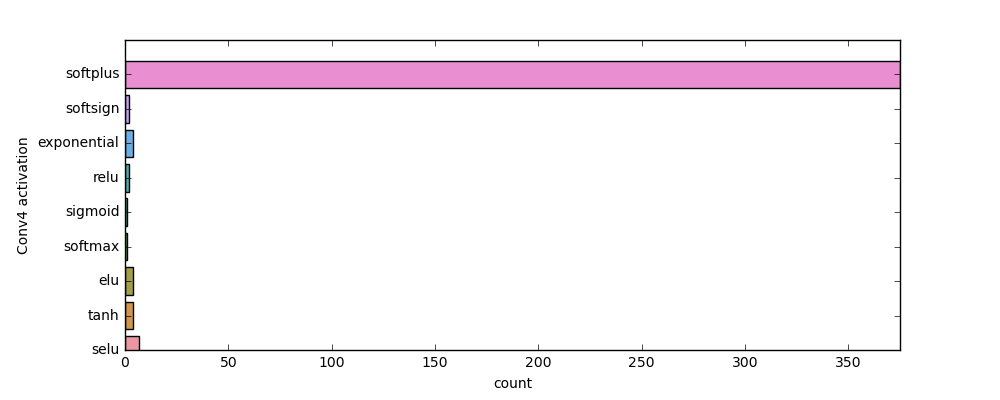 softplus
softsign
exponential
relu
sigmoid
softmax
elu
tanh
selu
Conv4 activation
0 50 100 150 200 250 300 350
count